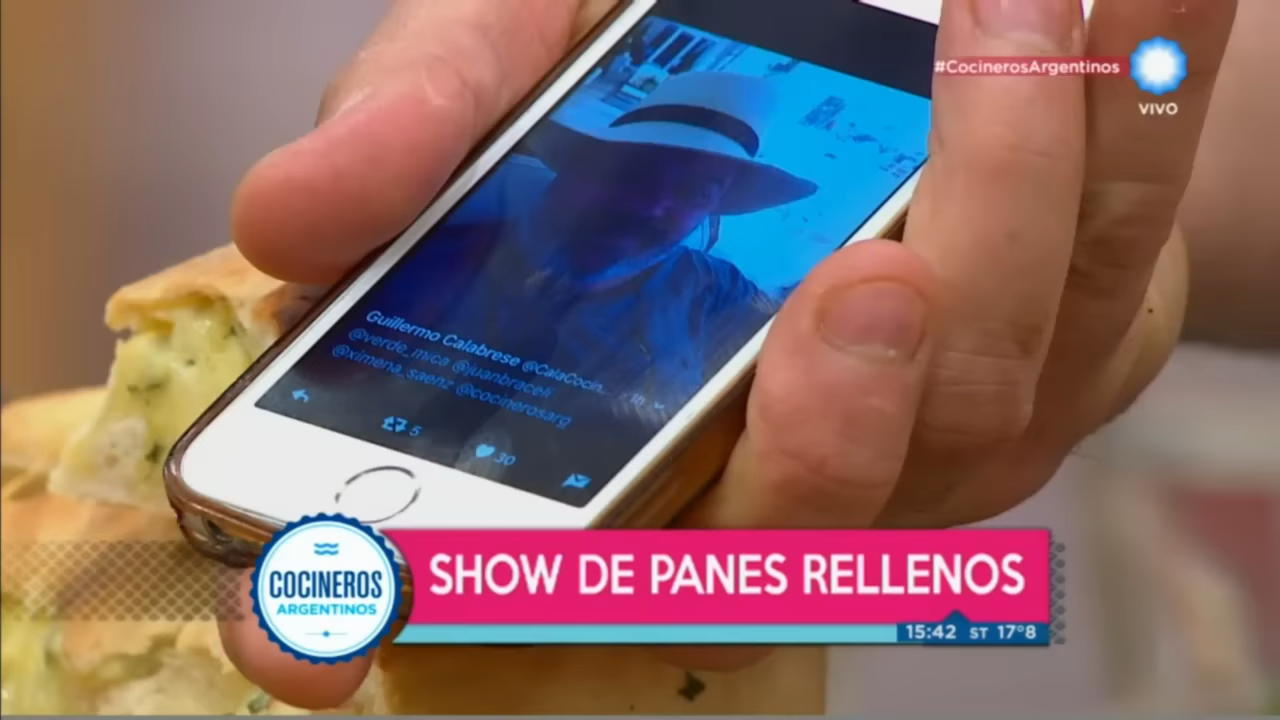 #CocinerosArgentinos
VIVO
Guillermo Calabrese @CalaCocin... 1h
@verde_mica @juanbraceli
@ximena_saenz @cocinerosarg
5
30
COCINEROS
ARGENTINOS
SHOW DE PANES RELLENOS
15:42 ST 17°8